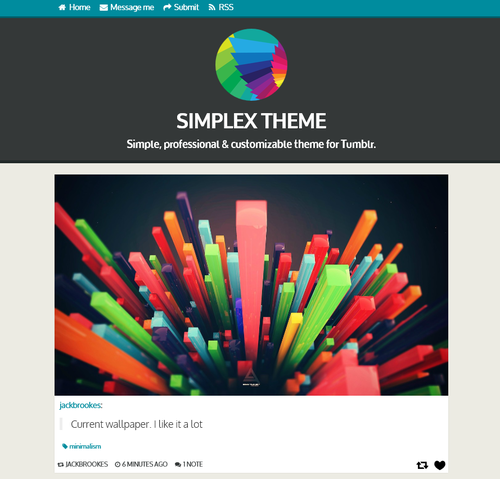 Home Message me Submit RSS
SIMPLEX THEME
Simple, professional & customizable theme for Tumblr.
jackbrookes:
Current wallpaper. I like it a lot
minimalism
JACKBROOKES 6 MINUTES AGO 1 NOTE